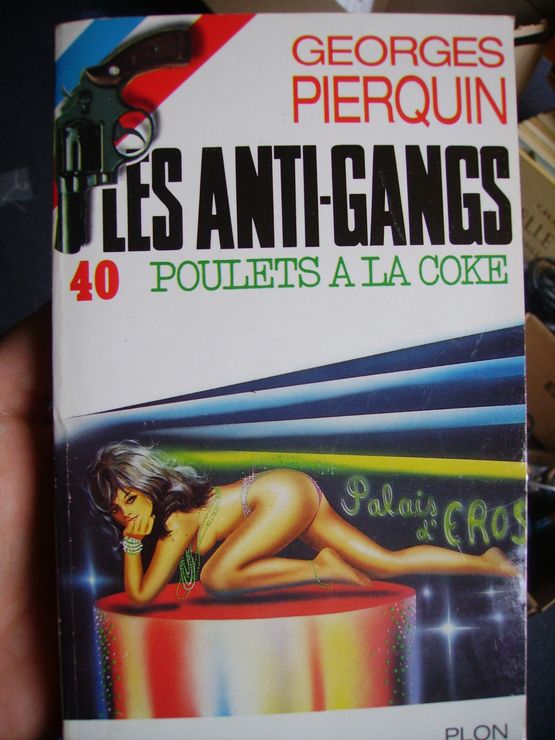 GEORGES
PIERQUIN
LES ANTI-GANGS
40 POULETS A LA COKE
Palais
d'EROS
PLON